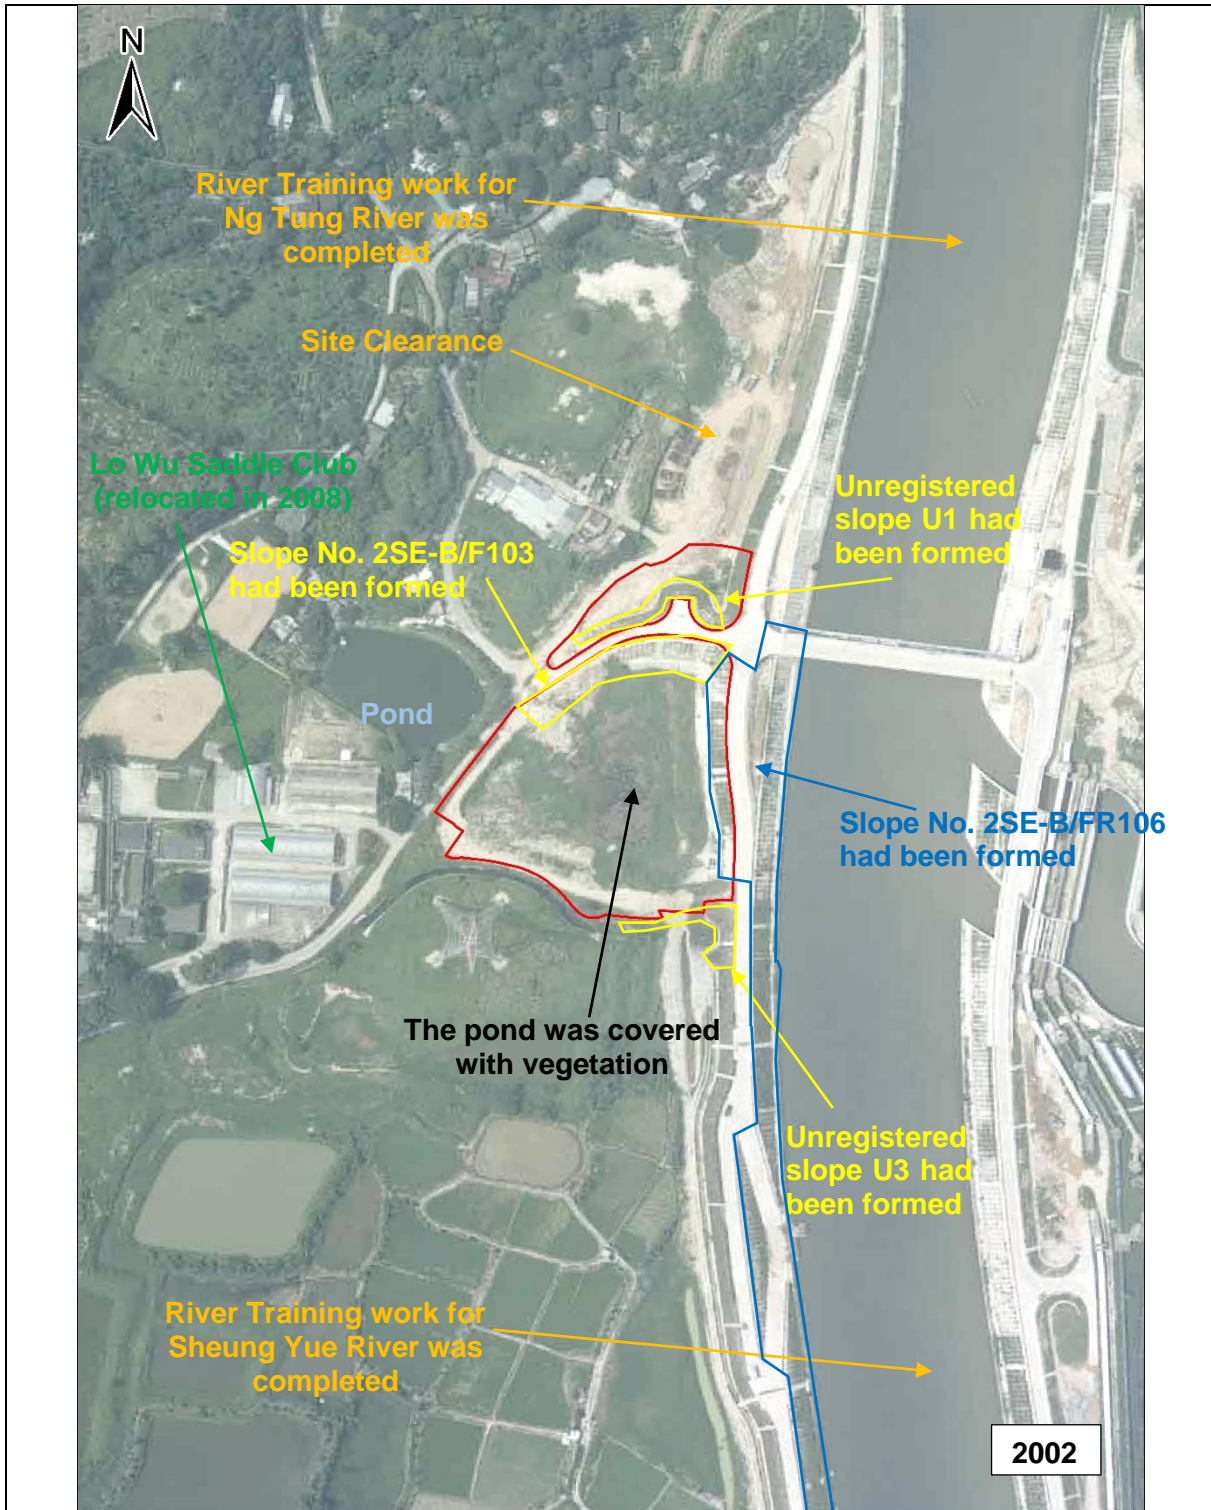 N
River Training work for
Ng Tung River was
completed
Site Clearance
Lo Wu Saddle Club
(relocated in 2008)
Unregistered
slope U1 had
been formed
Slope No. 2SE-B/F103
had been formed
Pond
Slope No. 2SE-B/FR106
had been formed
The pond was covered
with vegetation
Unregistered
slope U3 had
been formed
River Training work for
Sheung Yue River was
completed
2002